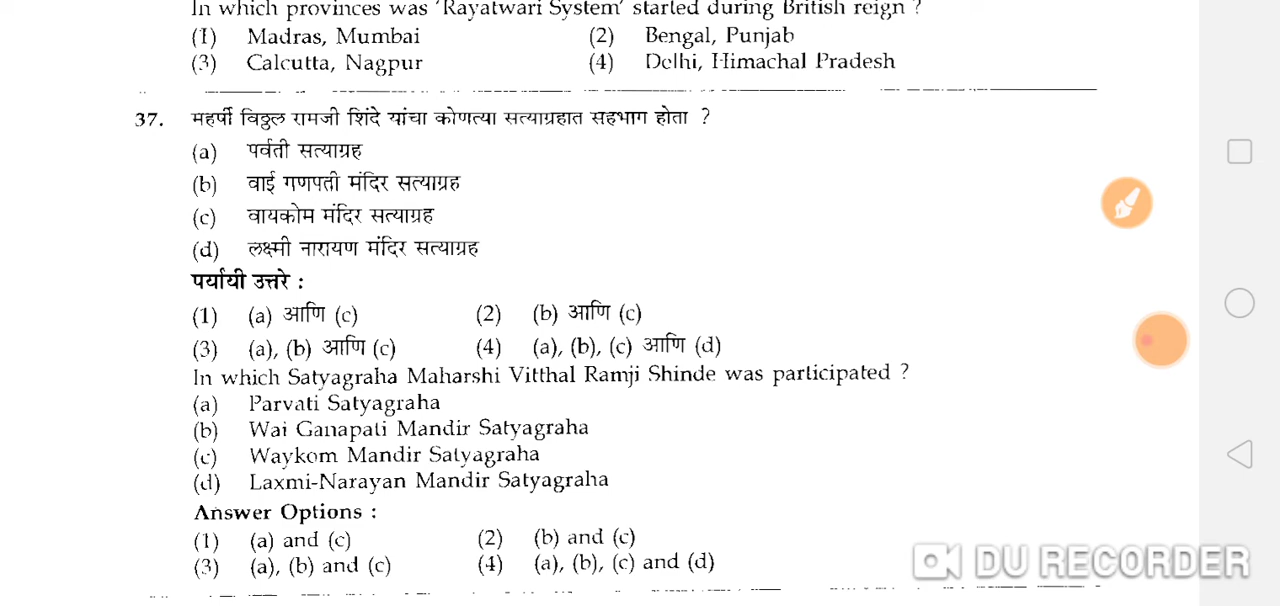 In which provinces was 'Rayatwari System' started during British reign ?
(1) Madras, Mumbai (2) Bengal, Punjab
(3) Calcutta, Nagpur (4) Delhi, Himachal Pradesh
37. महर्षी विठ्ठल रामजी शिंदे यांचा कोणत्या सत्याग्रहात सहभाग होता ?
(a) पर्वती सत्याग्रह
(b) वाई गणपती मंदिर सत्याग्रह
(c) वायकोम मंदिर सत्याग्रह
(d) लक्ष्मी नारायण मंदिर सत्याग्रह
पर्यायी उत्तरे :
(1) (a) आणि (c) (2) (b) आणि (c)
(3) (a), (b) आणि (c) (4) (a), (b), (c) आणि (d)
In which Satyagraha Maharshi Vitthal Ramji Shinde was participated ?
(a) Parvati Satyagraha
(b) Wai Ganapati Mandir Satyagraha
(c) Waykom Mandir Satyagraha
(d) Laxmi-Narayan Mandir Satyagraha
Answer Options :
(1) (a) and (c) (2) (b) and (c)
(3) (a), (b) and (c) (4) (a), (b), (c) and (d)
DU RECORDER